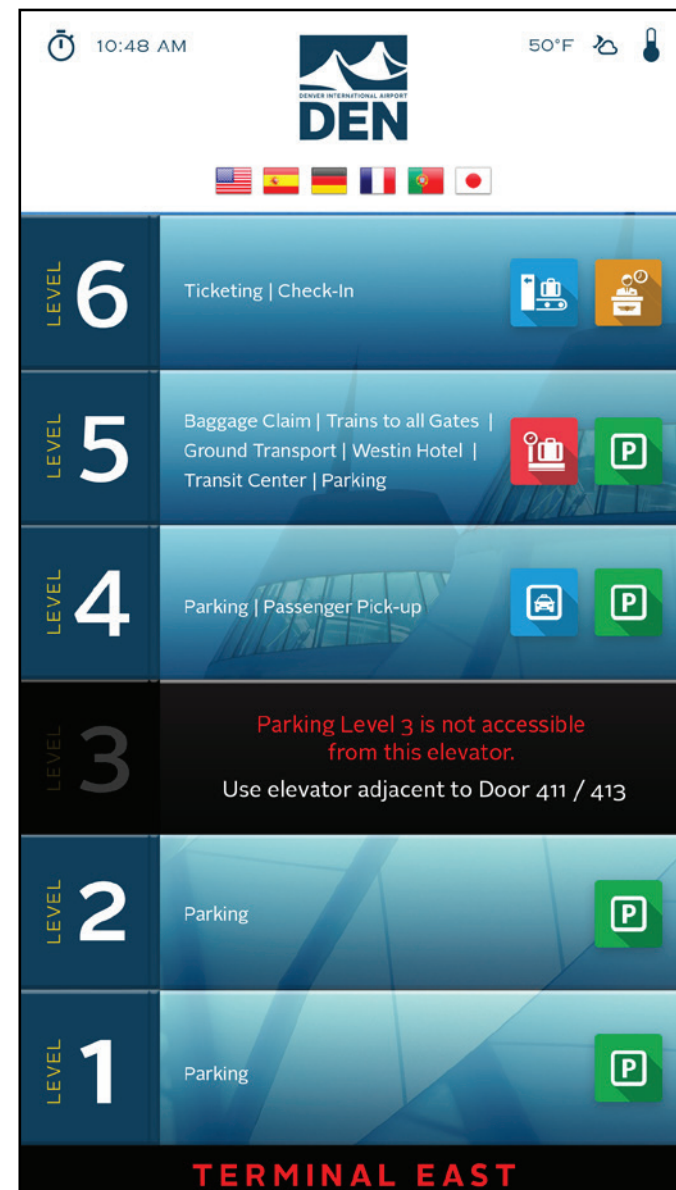 10:48 AM
50°F
DENVER INTERNATIONAL AIRPORT
DEN
LEVEL 6
Ticketing | Check-In
LEVEL 5
Baggage Claim | Trains to all Gates |
Ground Transport | Westin Hotel |
Transit Center | Parking
P
LEVEL 4
Parking | Passenger Pick-up
P
LEVEL 3
Parking Level 3 is not accessible
from this elevator.
Use elevator adjacent to Door 411 / 413
LEVEL 2
Parking
P
LEVEL 1
Parking
P
TERMINAL EAST